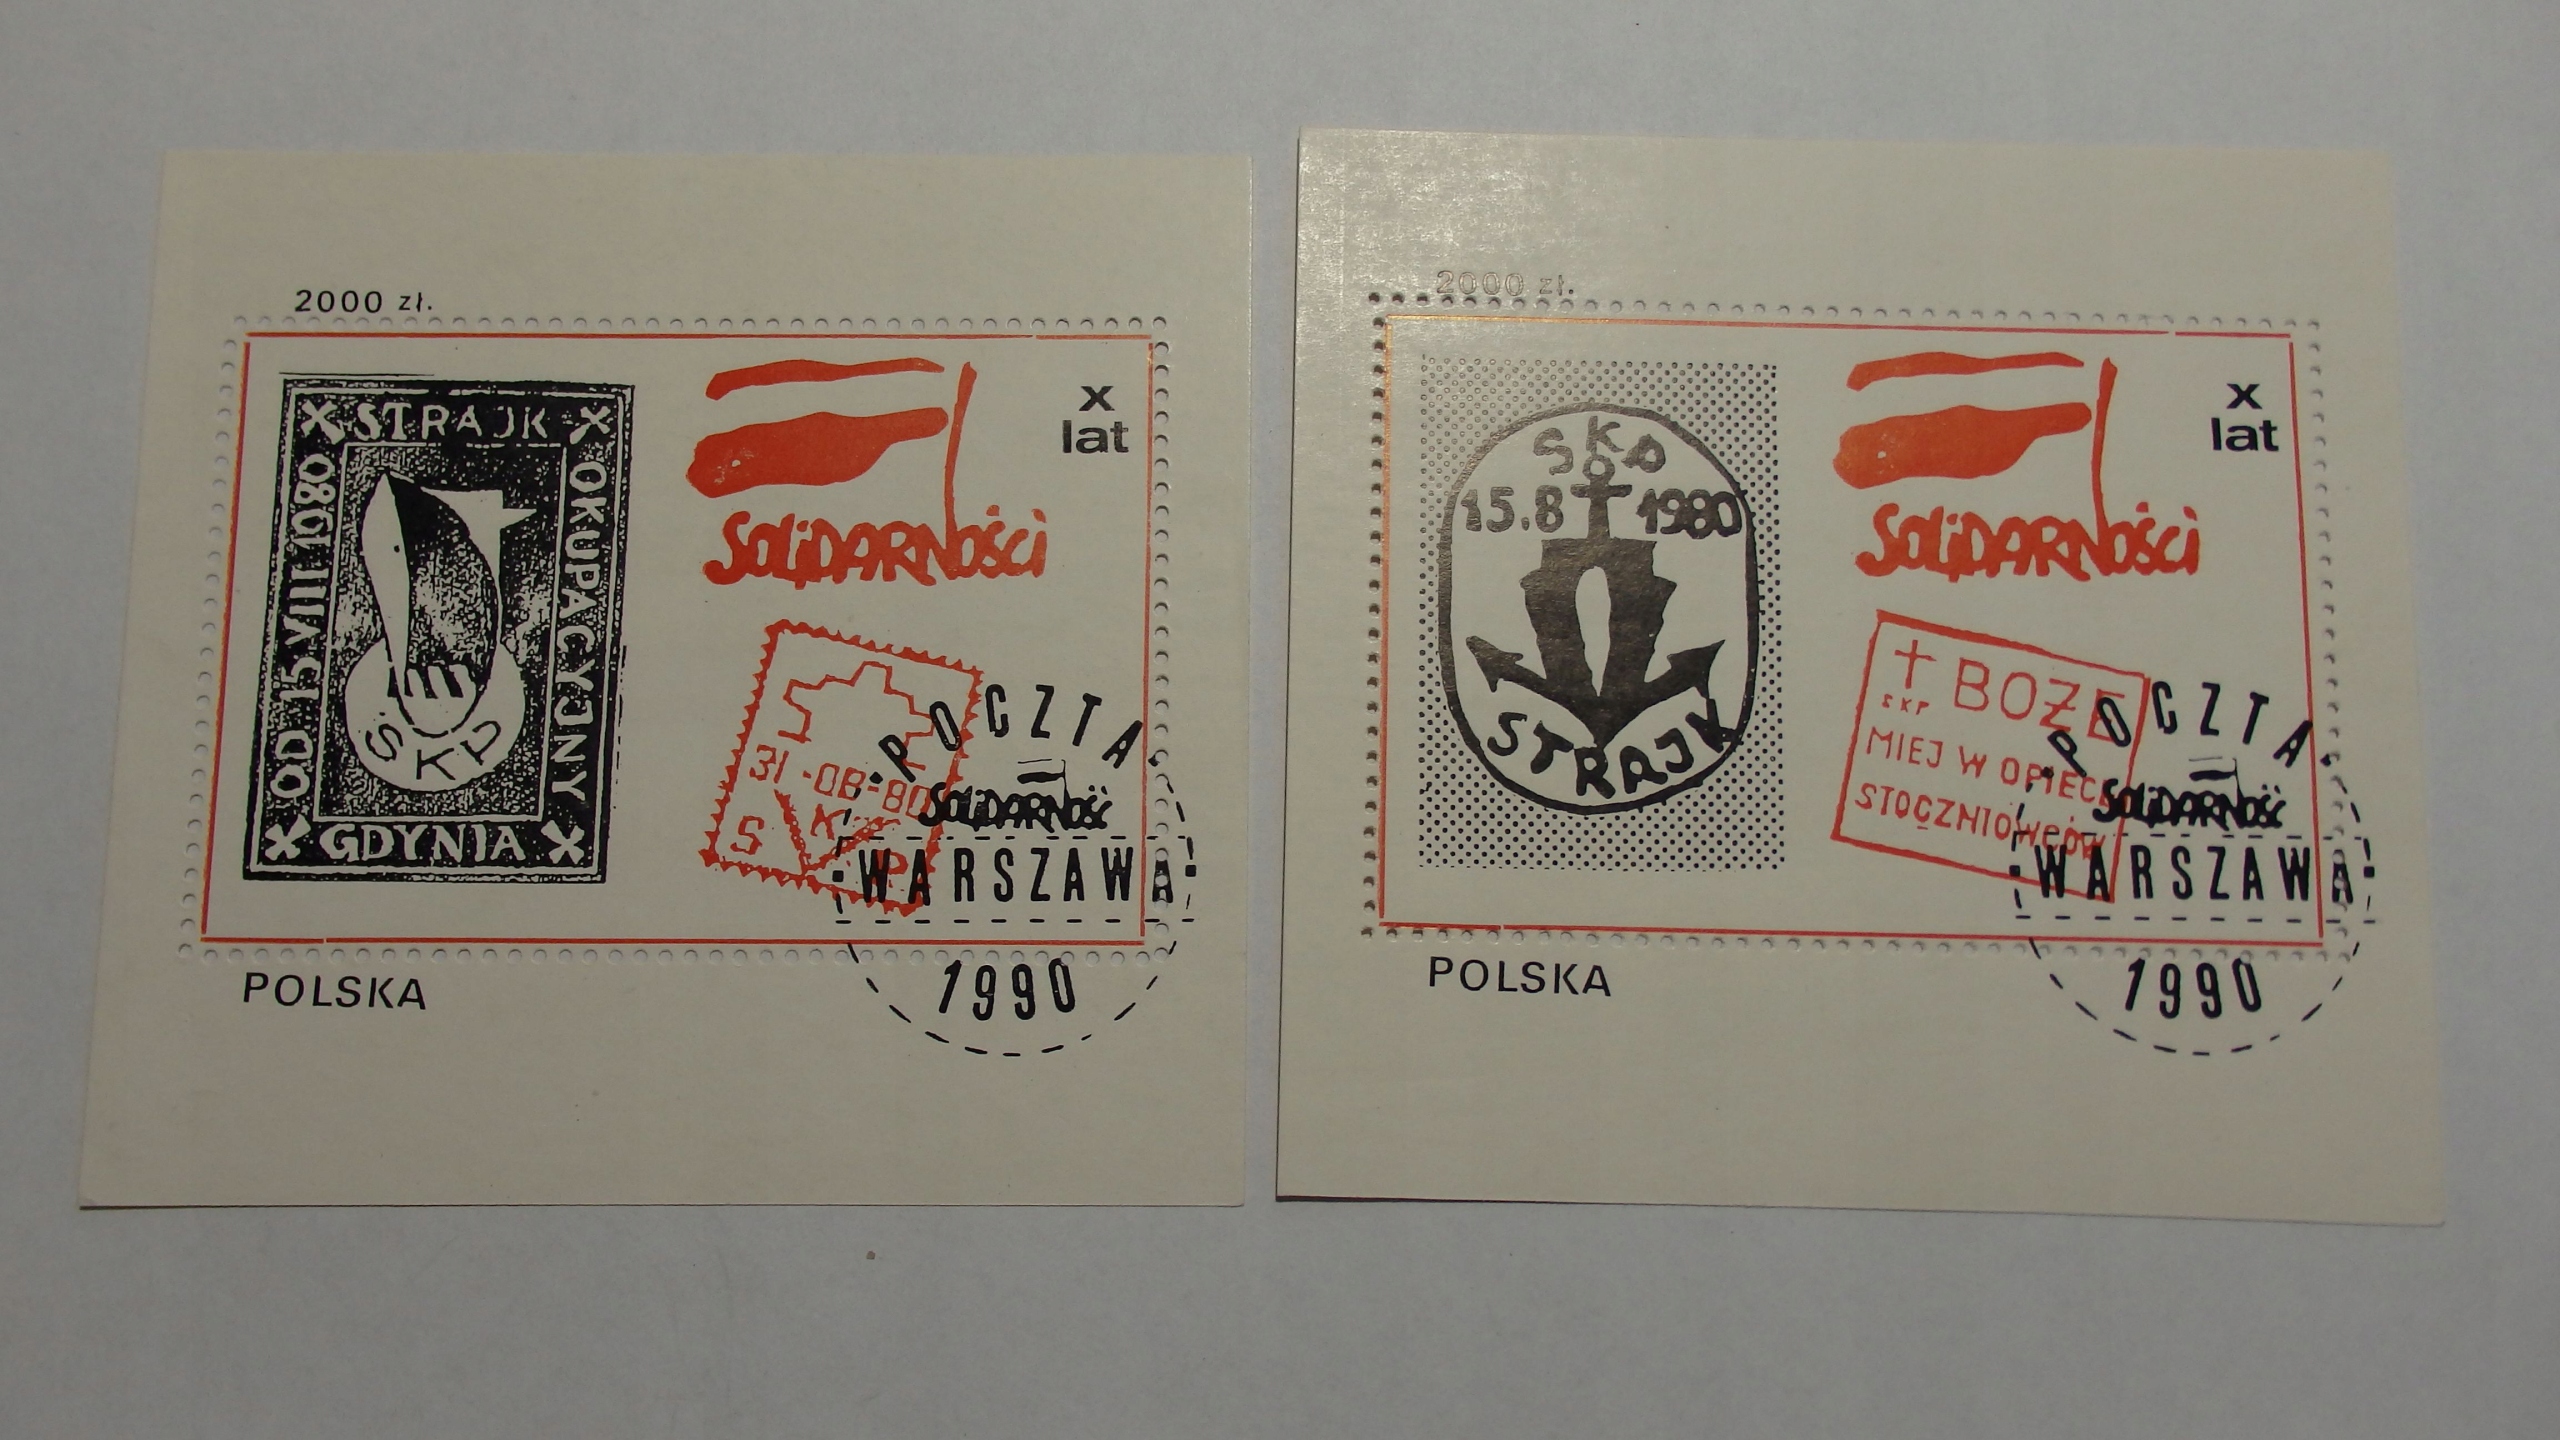 2000 zł.
STRAJK
OKUPACYJNY
OD 15 VIII 1980
SKP
GDYNIA
SOLIDARNOŚCI
X
lat
31-08-80
S K P
POCZTA
SOLIDARNOŚĆ
WARSZAWA
1990
POLSKA
2000 zł.
SKP
15.8 1980
STRAJK
SOLIDARNOŚCI
X
lat
BOŻE
SKP
MIEJ W OPIECE
STOCZNIOWCÓW
POCZTA
SOLIDARNOŚĆ
WARSZAWA
1990
POLSKA